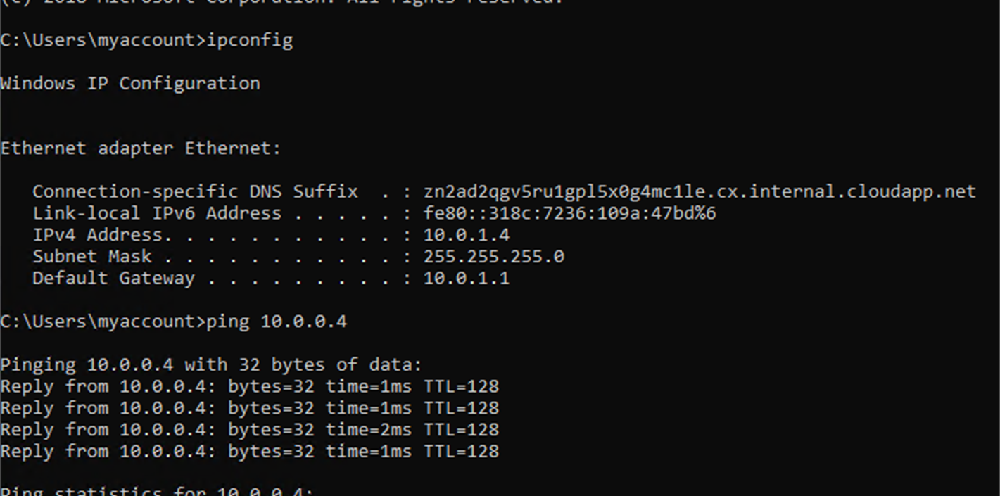 (c) 2018 Microsoft Corporation. All rights reserved.
C:\Users\myaccount>ipconfig
Windows IP Configuration
Ethernet adapter Ethernet:
Connection-specific DNS Suffix  . : zn2ad2qgv5ru1gpl5x0g4mc1le.cx.internal.cloudapp.net
Link-local IPv6 Address . . . . . : fe80::318c:7236:109a:47bd%6
IPv4 Address. . . . . . . . . . . : 10.0.1.4
Subnet Mask . . . . . . . . . . . : 255.255.255.0
Default Gateway . . . . . . . . . : 10.0.1.1
C:\Users\myaccount>ping 10.0.0.4
Pinging 10.0.0.4 with 32 bytes of data:
Reply from 10.0.0.4: bytes=32 time=1ms TTL=128
Reply from 10.0.0.4: bytes=32 time=1ms TTL=128
Reply from 10.0.0.4: bytes=32 time=2ms TTL=128
Reply from 10.0.0.4: bytes=32 time=1ms TTL=128
Ping statistics for 10.0.0.4: